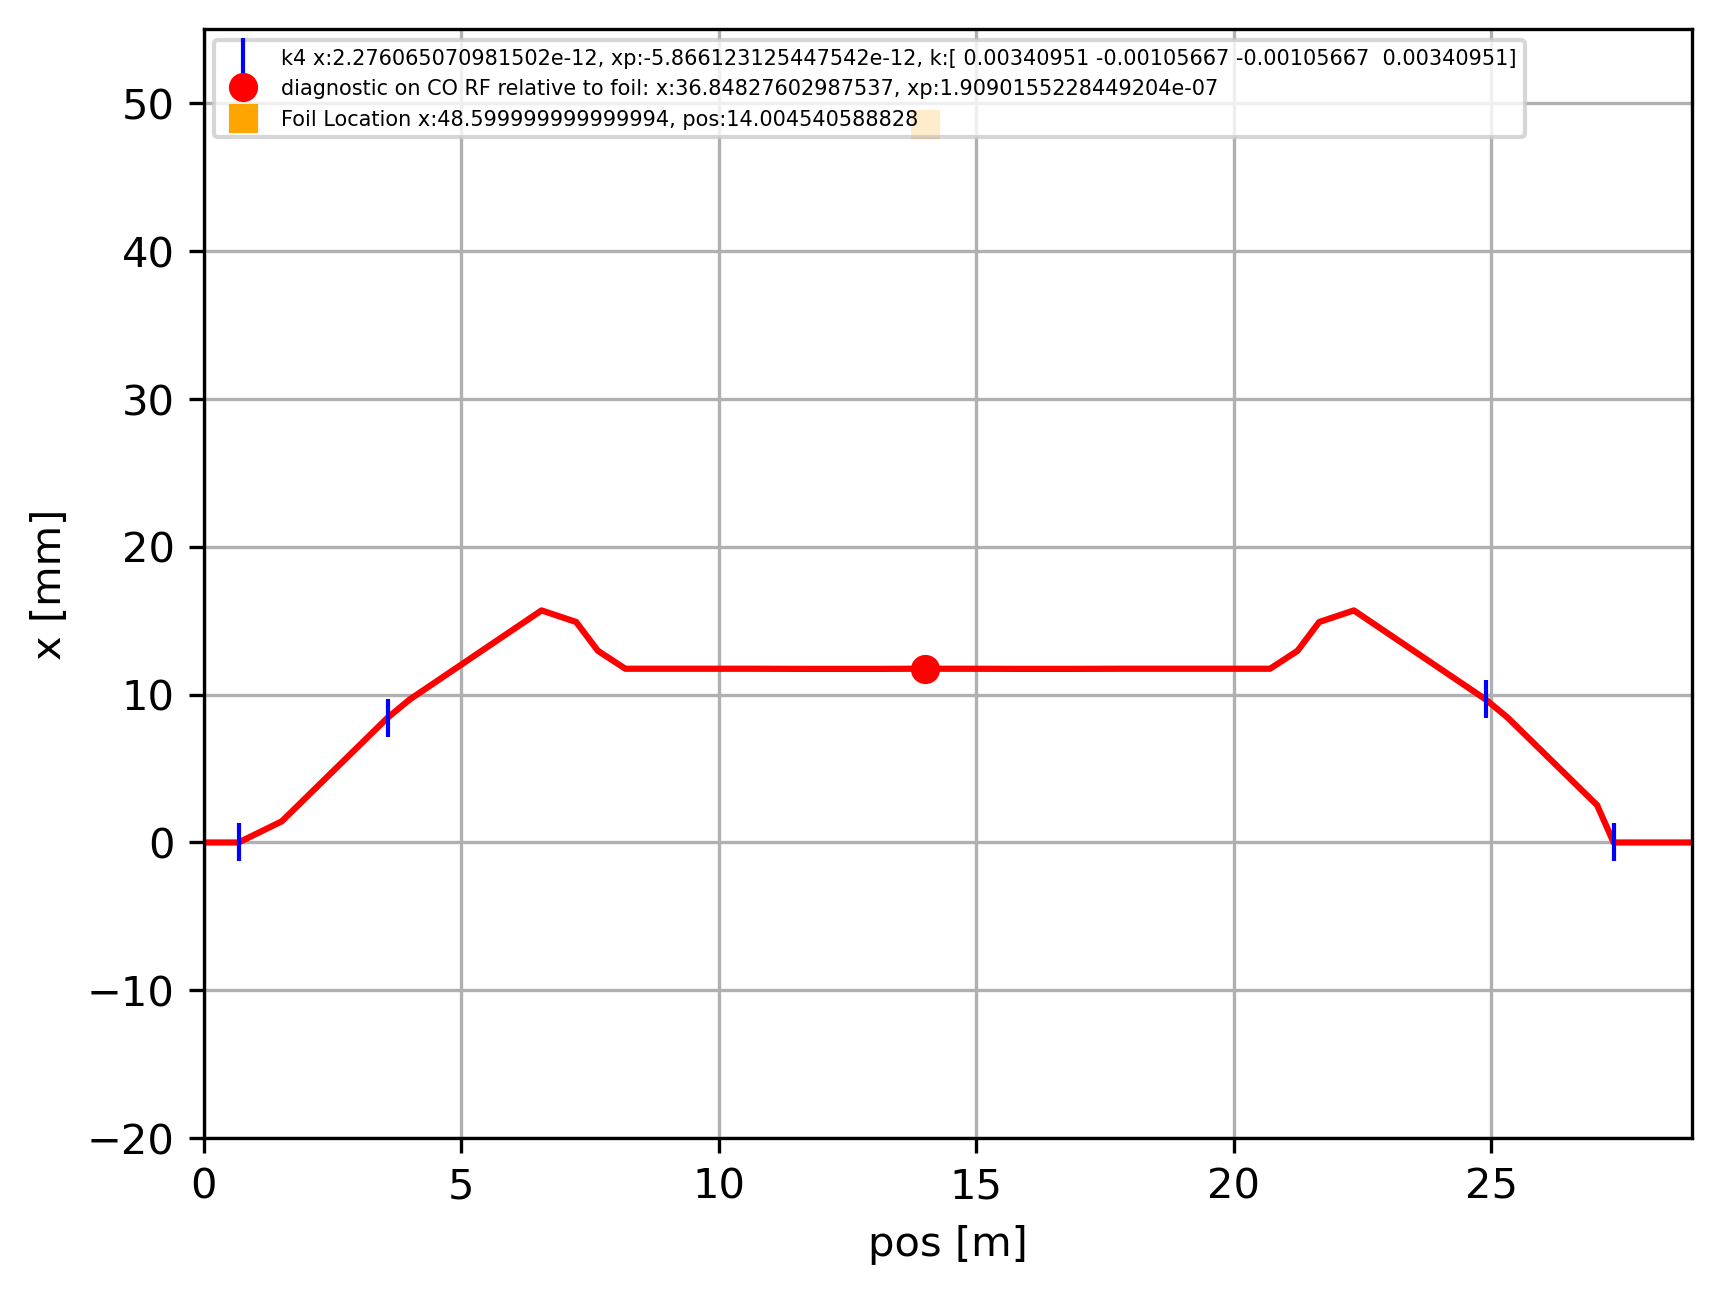 k4 x:2.276065070981502e-12, xp:-5.866123125447542e-12, k:[ 0.00340951 -0.00105667 -0.00105667  0.00340951]
diagnostic on CO RF relative to foil: x:36.84827602987537, xp:1.9090155228449204e-07
Foil Location x:48.599999999999994, pos:14.004540588828
50
40
30
20
10
0
−10
−20
x [mm]
0 5 10 15 20 25
pos [m]